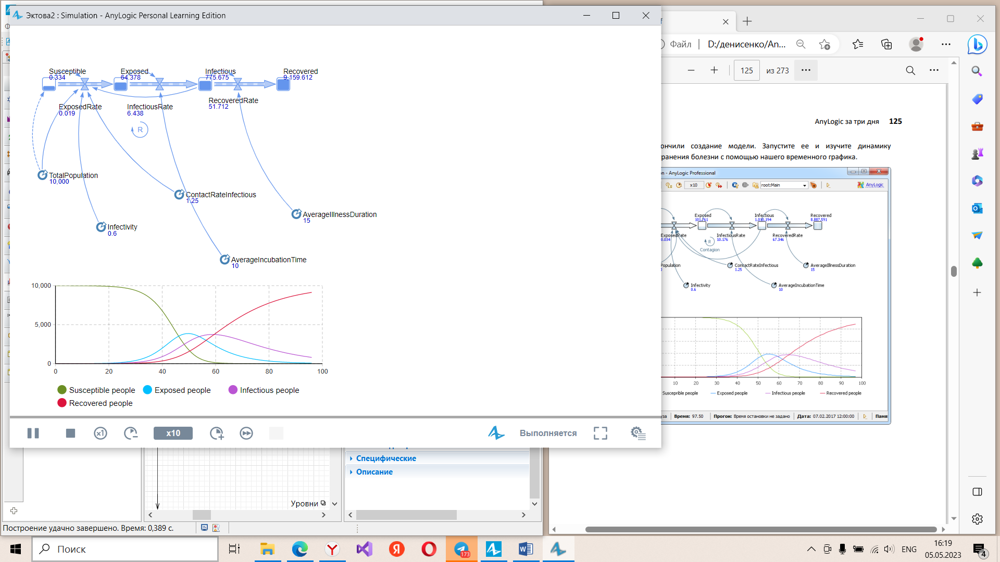 Эктова2 : Simulation - AnyLogic Personal Learning Edition
Susceptible
0.334
Exposed
64.378
Infectious
775.675
Recovered
9,159.612
ExposedRate
0.019
InfectiousRate
6.438
RecoveredRate
51.712
R
TotalPopulation
10,000
ContactRateInfectious
1.25
AverageIllnessDuration
15
Infectivity
0.6
AverageIncubationTime
10
10,000
5,000
0
0 20 40 60 80 100
Susceptible people
Exposed people
Infectious people
Recovered people
x1
x10
Выполняется
Специфические
Описание
Уровни
Построение удачно завершено. Время: 0,389 с.
Файл
D:/денисенко/An...
125
из 273
AnyLogic за три дня 125
создание модели. Запустите ее и изучите динамику
болезни с помощью нашего временного графика.
- AnyLogic Professional
x10
root:Main
AnyLogic
Exposed
101.761
Infectious
1,010.194
Recovered
8,887.591
ExposedRate
0.034
InfectiousRate
10.176
RecoveredRate
67.346
R
Contagion
Population
ContactRateInfectious
1.25
AverageIllnessDuration
15
Infectivity
0.6
AverageIncubationTime
10
10 20 30 40 50 60 70 80 90 100
Susceprible people
Exposed people
Infectious people
Recovered people
Время: 97.50
Прогон: Время остановки не задано
Дата: 07.02.2017 12:00:00
Памя
Поиск
173
ENG
16:19
05.05.2023
4